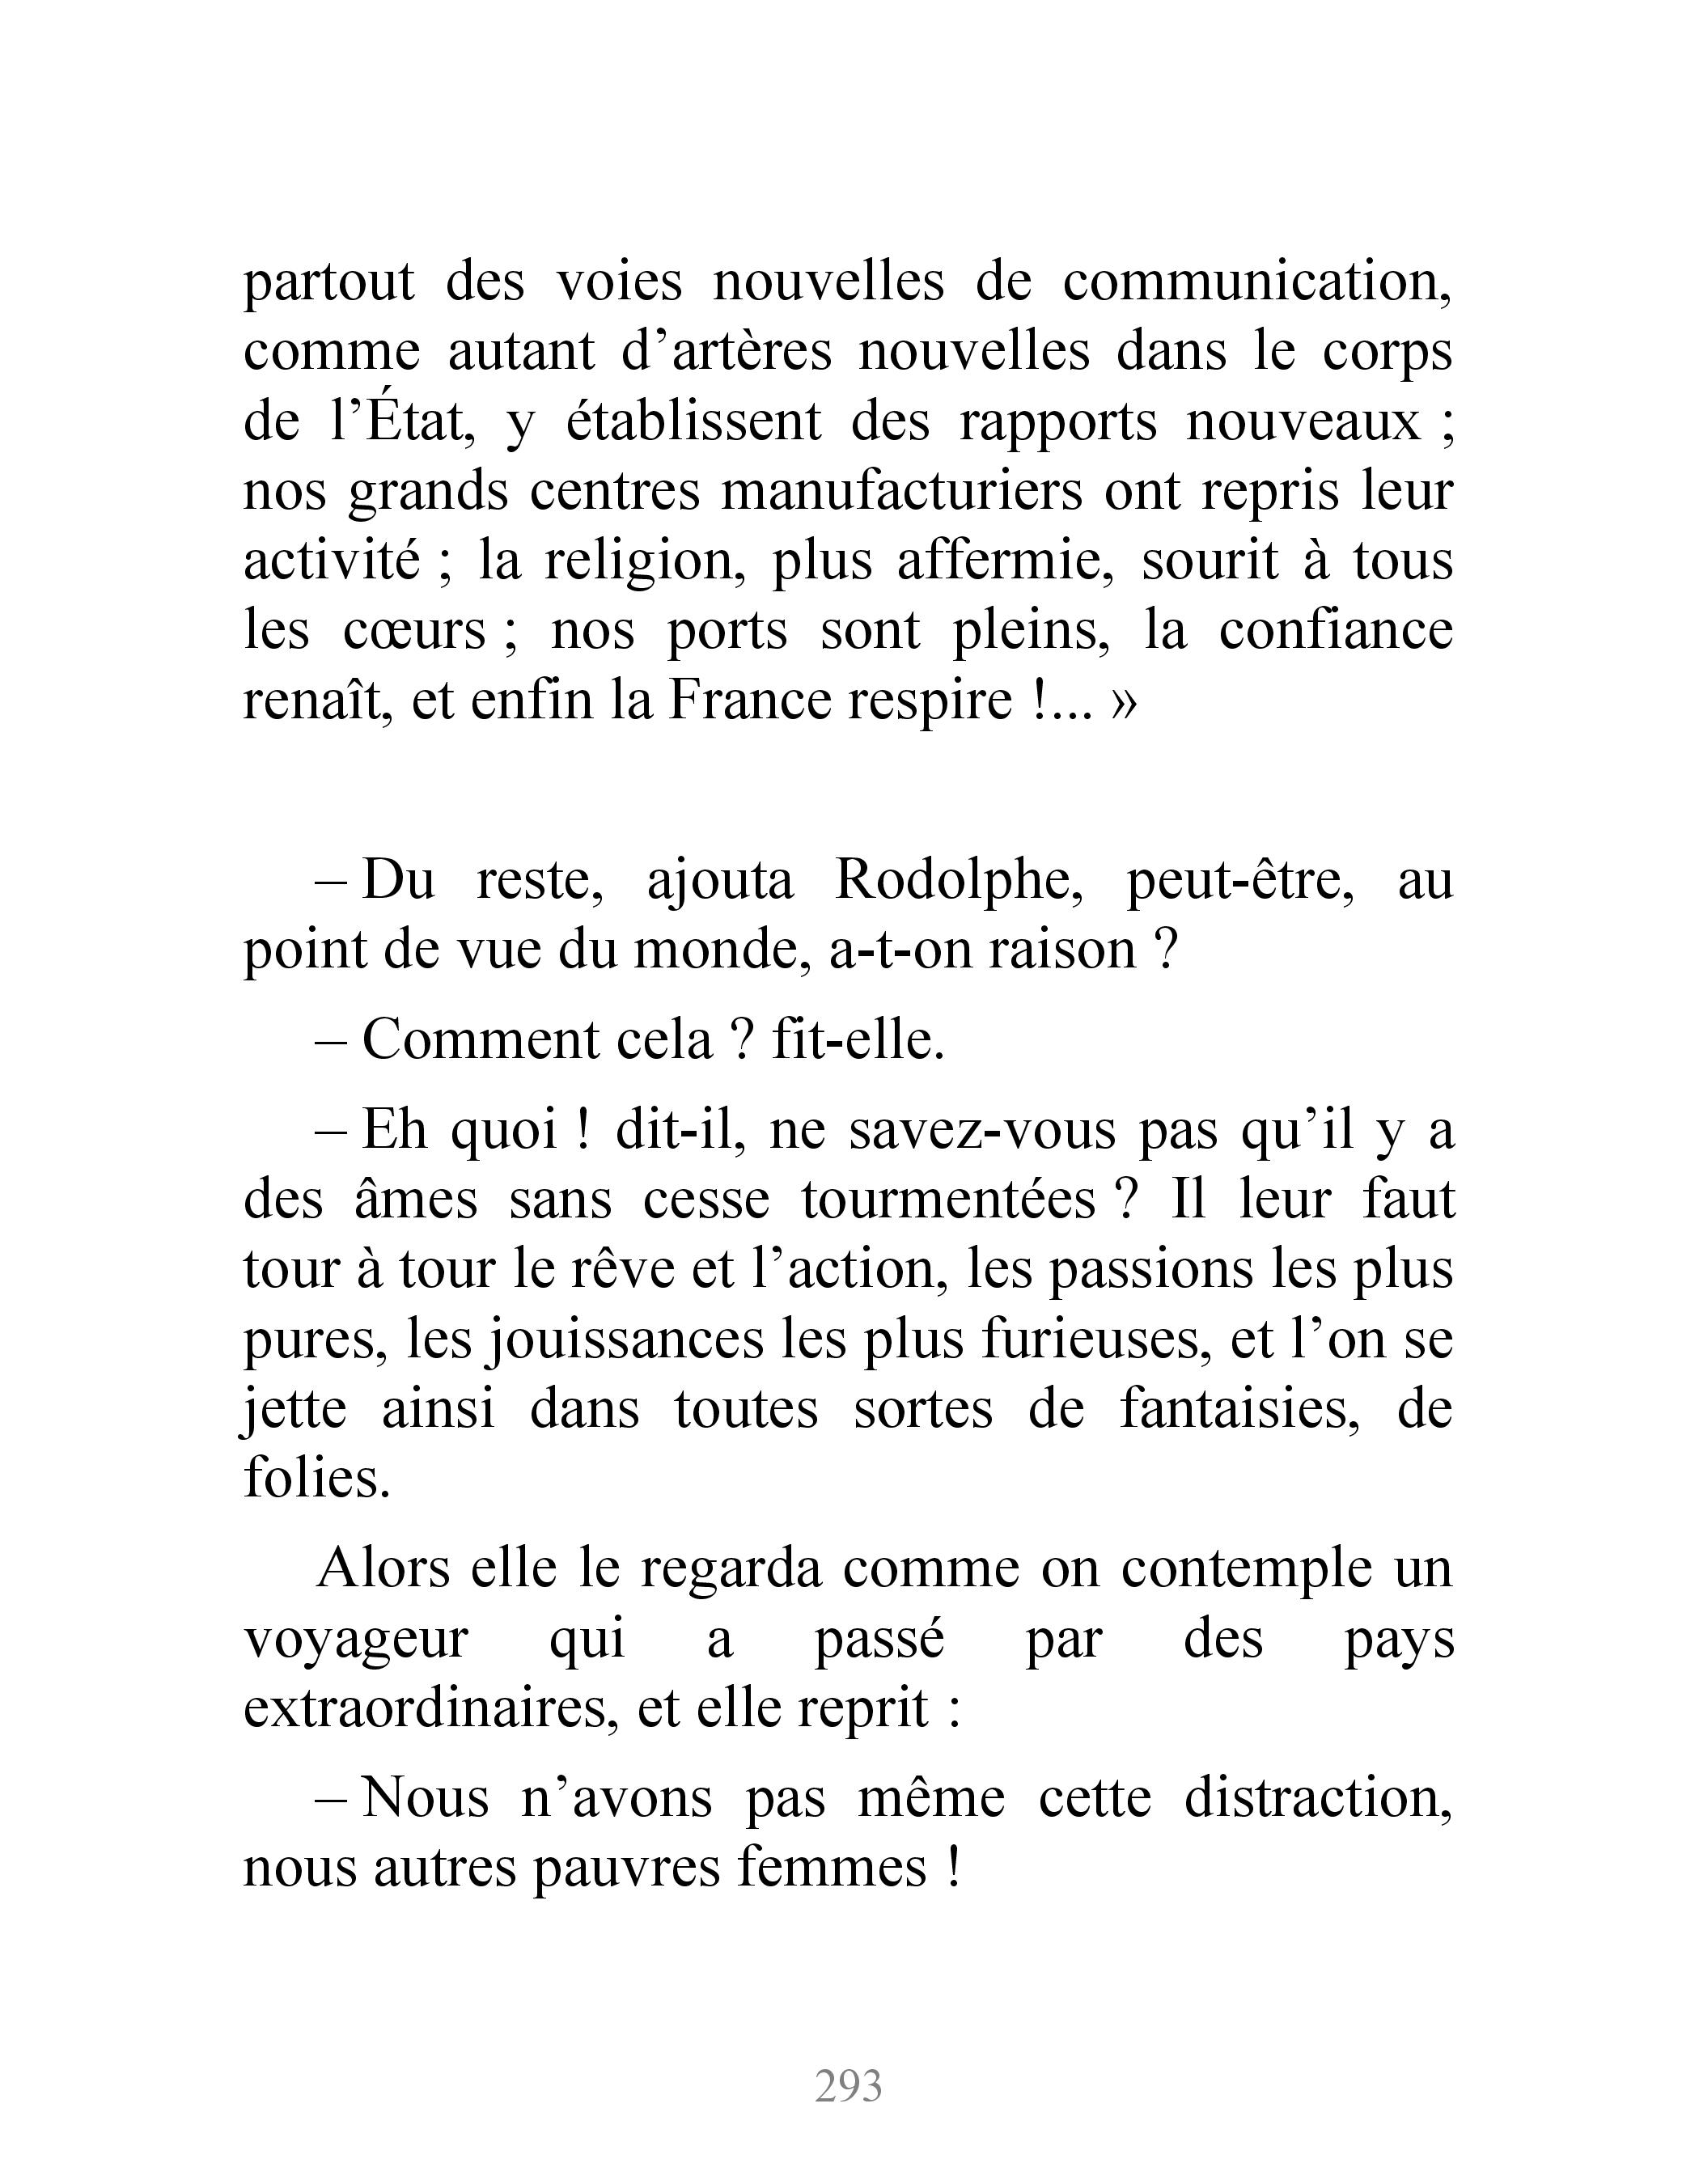 partout des voies nouvelles de communication,
comme autant d’artères nouvelles dans le corps
de l’État, y établissent des rapports nouveaux ;
nos grands centres manufacturiers ont repris leur
activité ; la religion, plus affermie, sourit à tous
les cœurs ; nos ports sont pleins, la confiance
renaît, et enfin la France respire !... »
– Du reste, ajouta Rodolphe, peut-être, au
point de vue du monde, a-t-on raison ?
– Comment cela ? fit-elle.
– Eh quoi ! dit-il, ne savez-vous pas qu’il y a
des âmes sans cesse tourmentées ? Il leur faut
tour à tour le rêve et l’action, les passions les plus
pures, les jouissances les plus furieuses, et l’on se
jette ainsi dans toutes sortes de fantaisies, de
folies.
Alors elle le regarda comme on contemple un
voyageur qui a passé par des pays
extraordinaires, et elle reprit :
– Nous n’avons pas même cette distraction,
nous autres pauvres femmes !
293